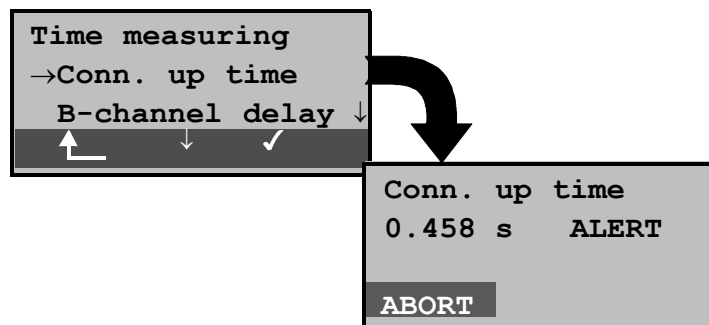 Time measuring
→Conn. up time
B-channel delay ↓
↓ ✓
Conn. up time
0.458 s ALERT
ABORT